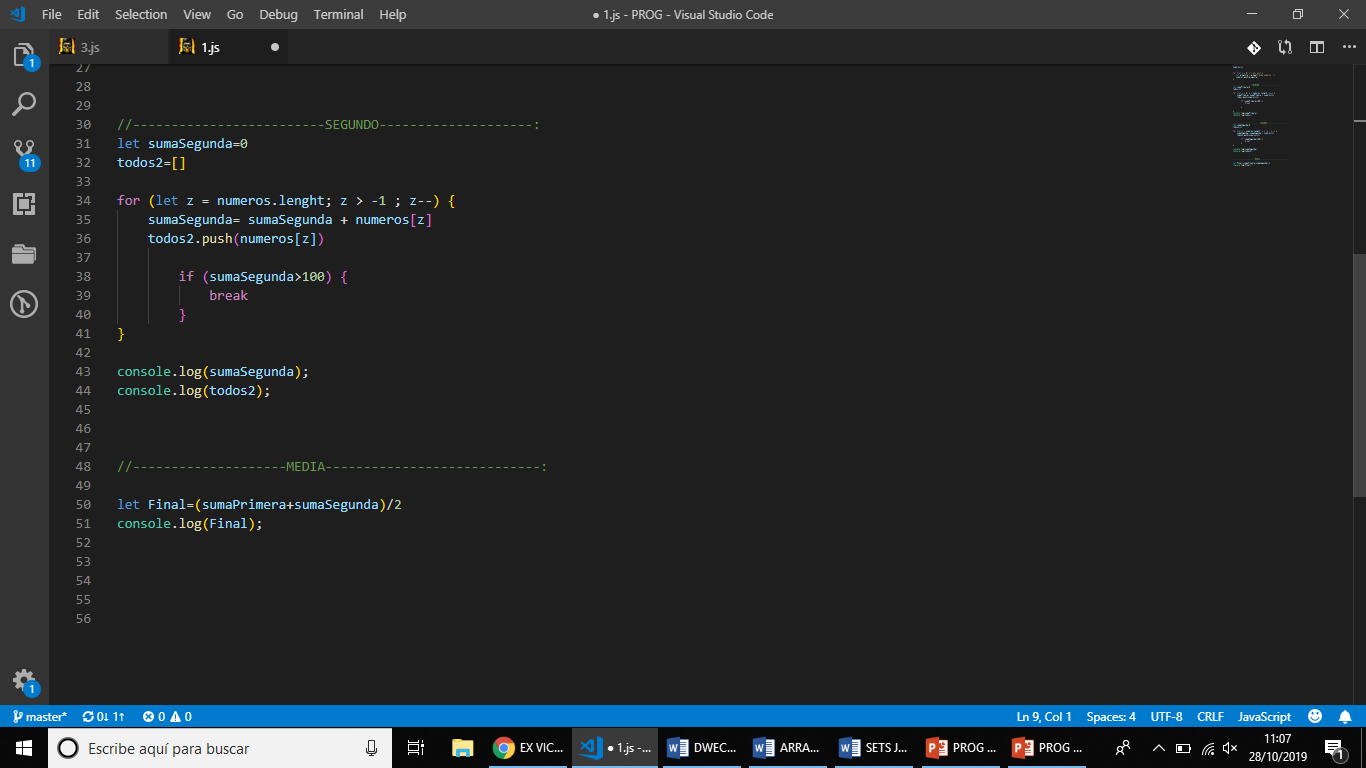 File Edit Selection View Go Debug Terminal Help ● 1.js - PROG - Visual Studio Code
3.js 1.js
27
28
29
30 //-------------------------SEGUNDO--------------------:
31 let sumaSegunda=0
32 todos2=[]
33
34 for (let z = numeros.lenght; z > -1 ; z--) {
35 sumaSegunda= sumaSegunda + numeros[z]
36 todos2.push(numeros[z])
37
38 if (sumaSegunda>100) {
39 break
40 }
41 }
42
43 console.log(sumaSegunda);
44 console.log(todos2);
45
46
47
48 //--------------------MEDIA----------------------------:
49
50 let Final=(sumaPrimera+sumaSegunda)/2
51 console.log(Final);
52
53
54
55
56
1
11
1
master* 0↓ 1↑ 0 0 Ln 9, Col 1 Spaces: 4 UTF-8 CRLF JavaScript
Escribe aquí para buscar EX VIC... ● 1.js -... DWEC... ARRA... SETS J... PROG ... PROG ... 11:07
28/10/2019 1